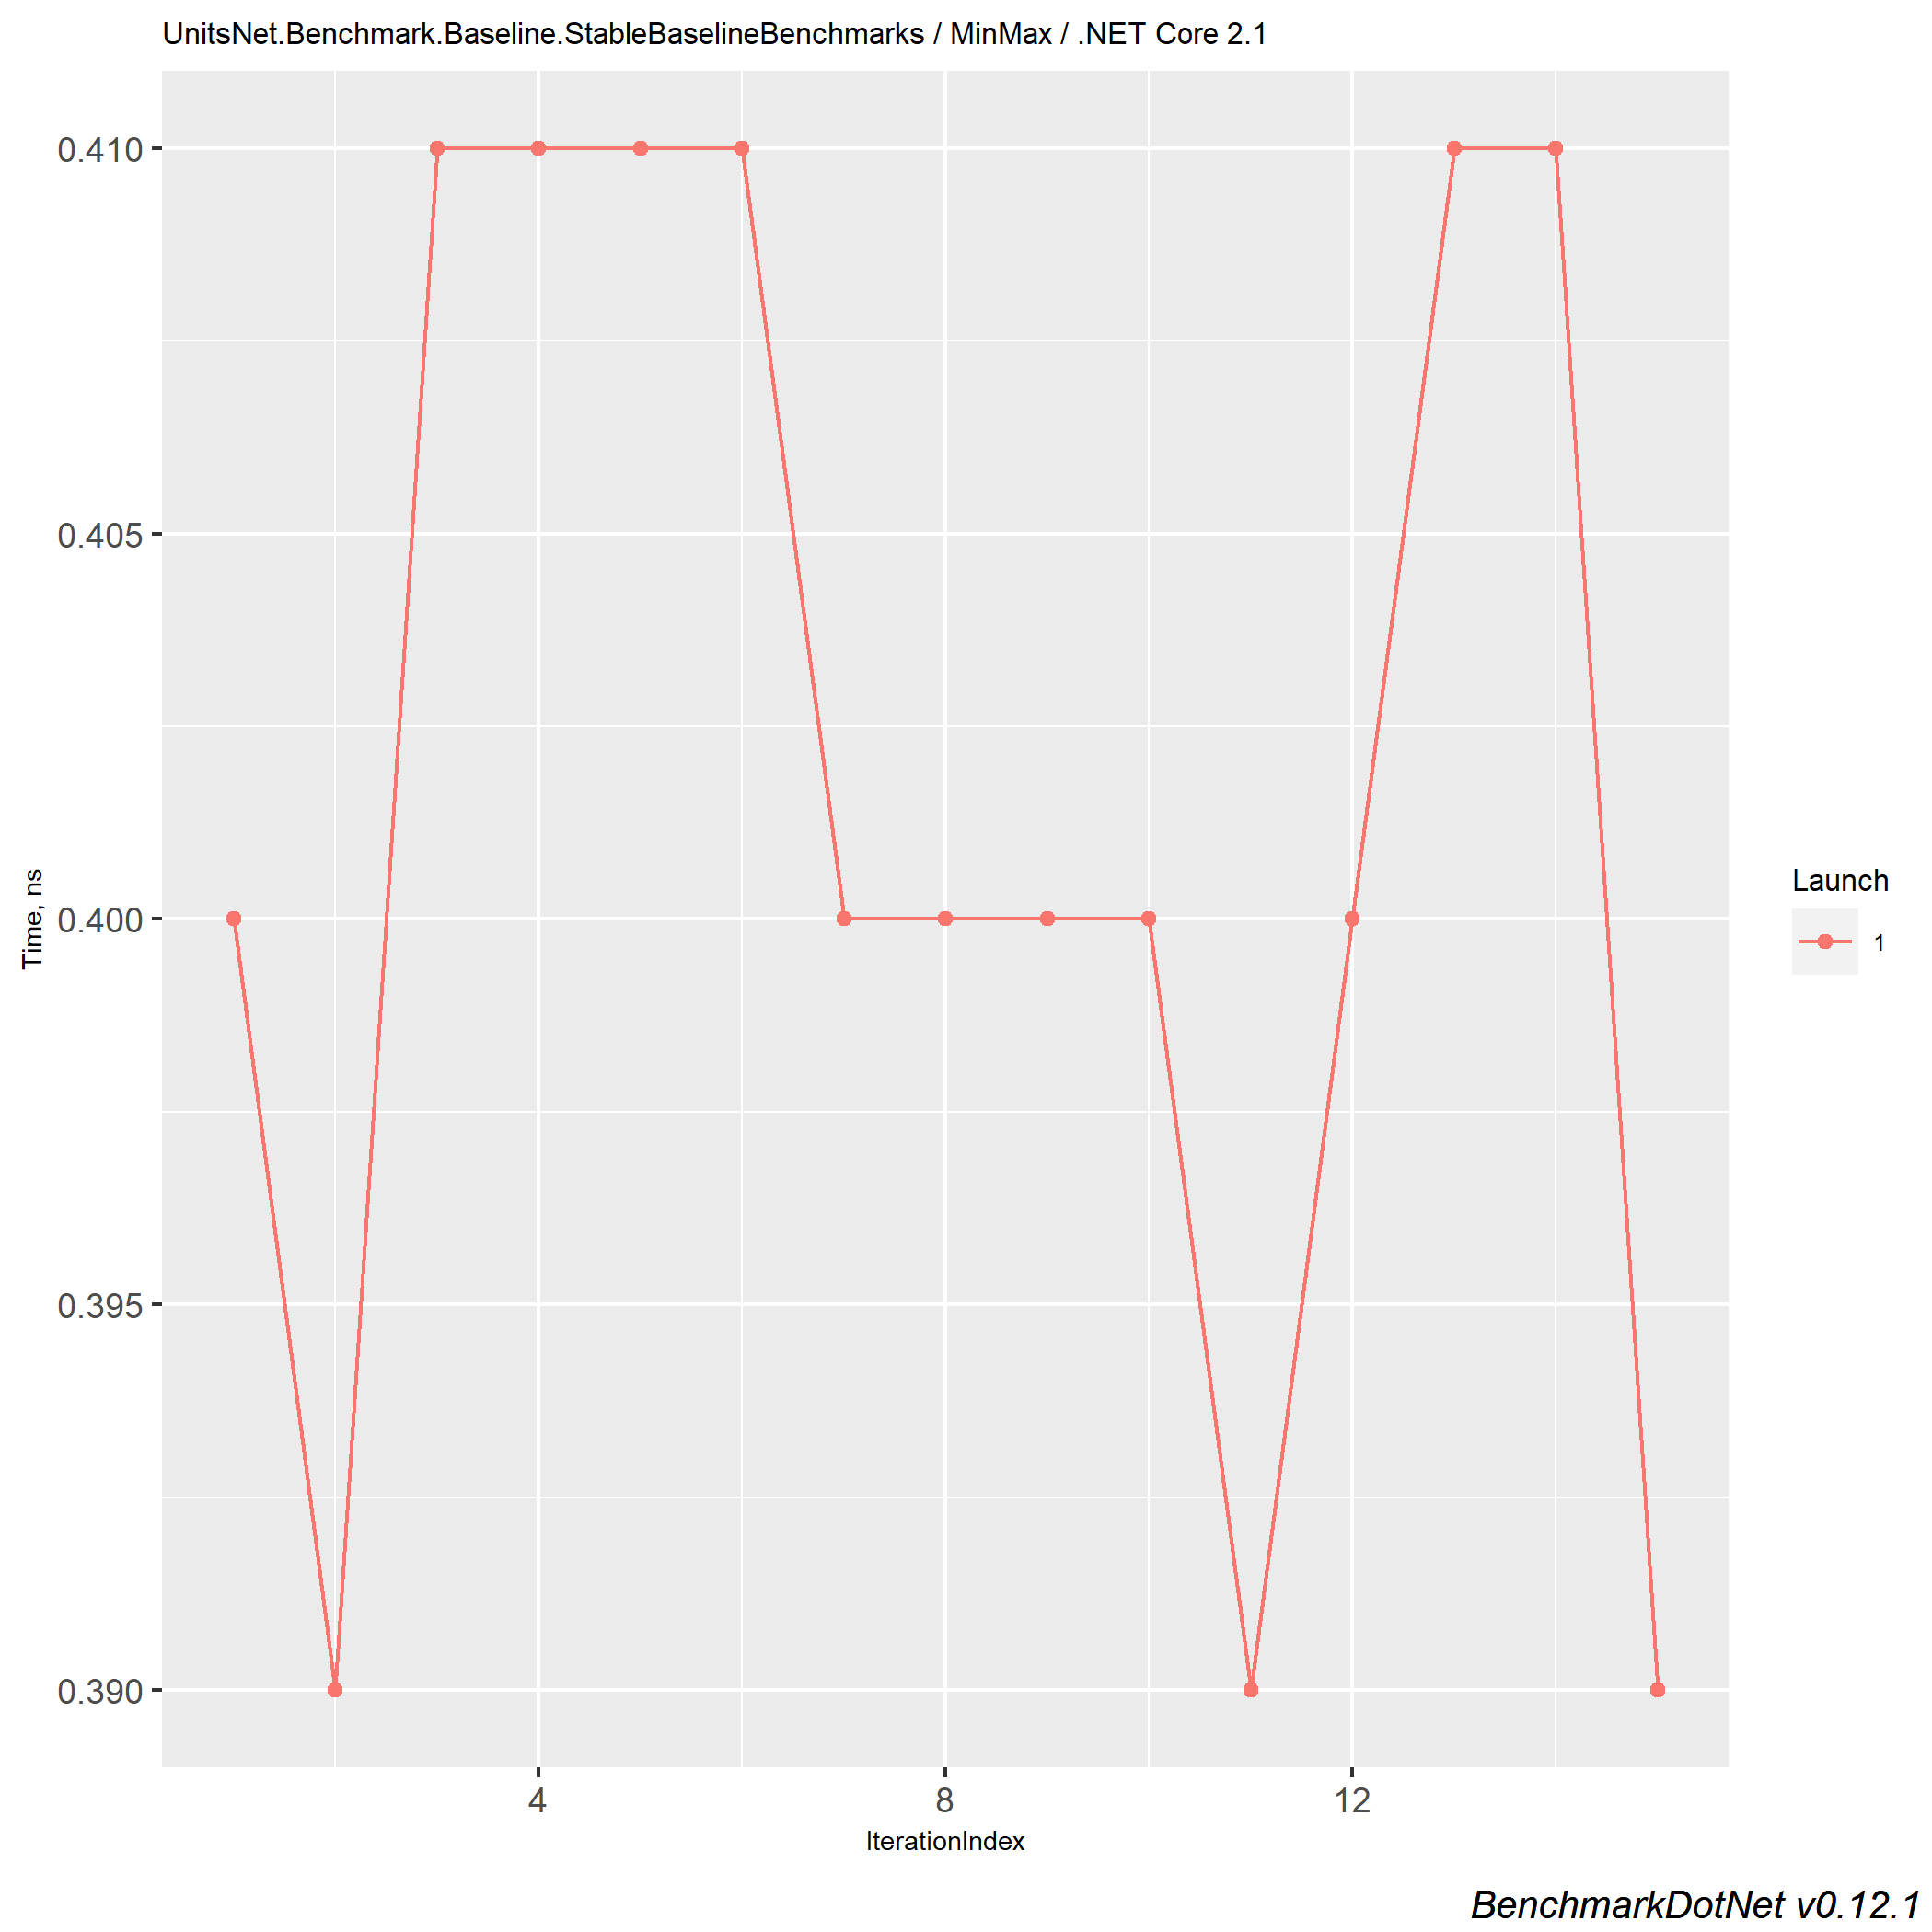 UnitsNet.Benchmark.Baseline.StableBaselineBenchmarks / MinMax / .NET Core 2.1
0.410
0.405
0.400
0.395
0.390
Time, ns
4
8
12
IterationIndex
Launch
1
BenchmarkDotNet v0.12.1